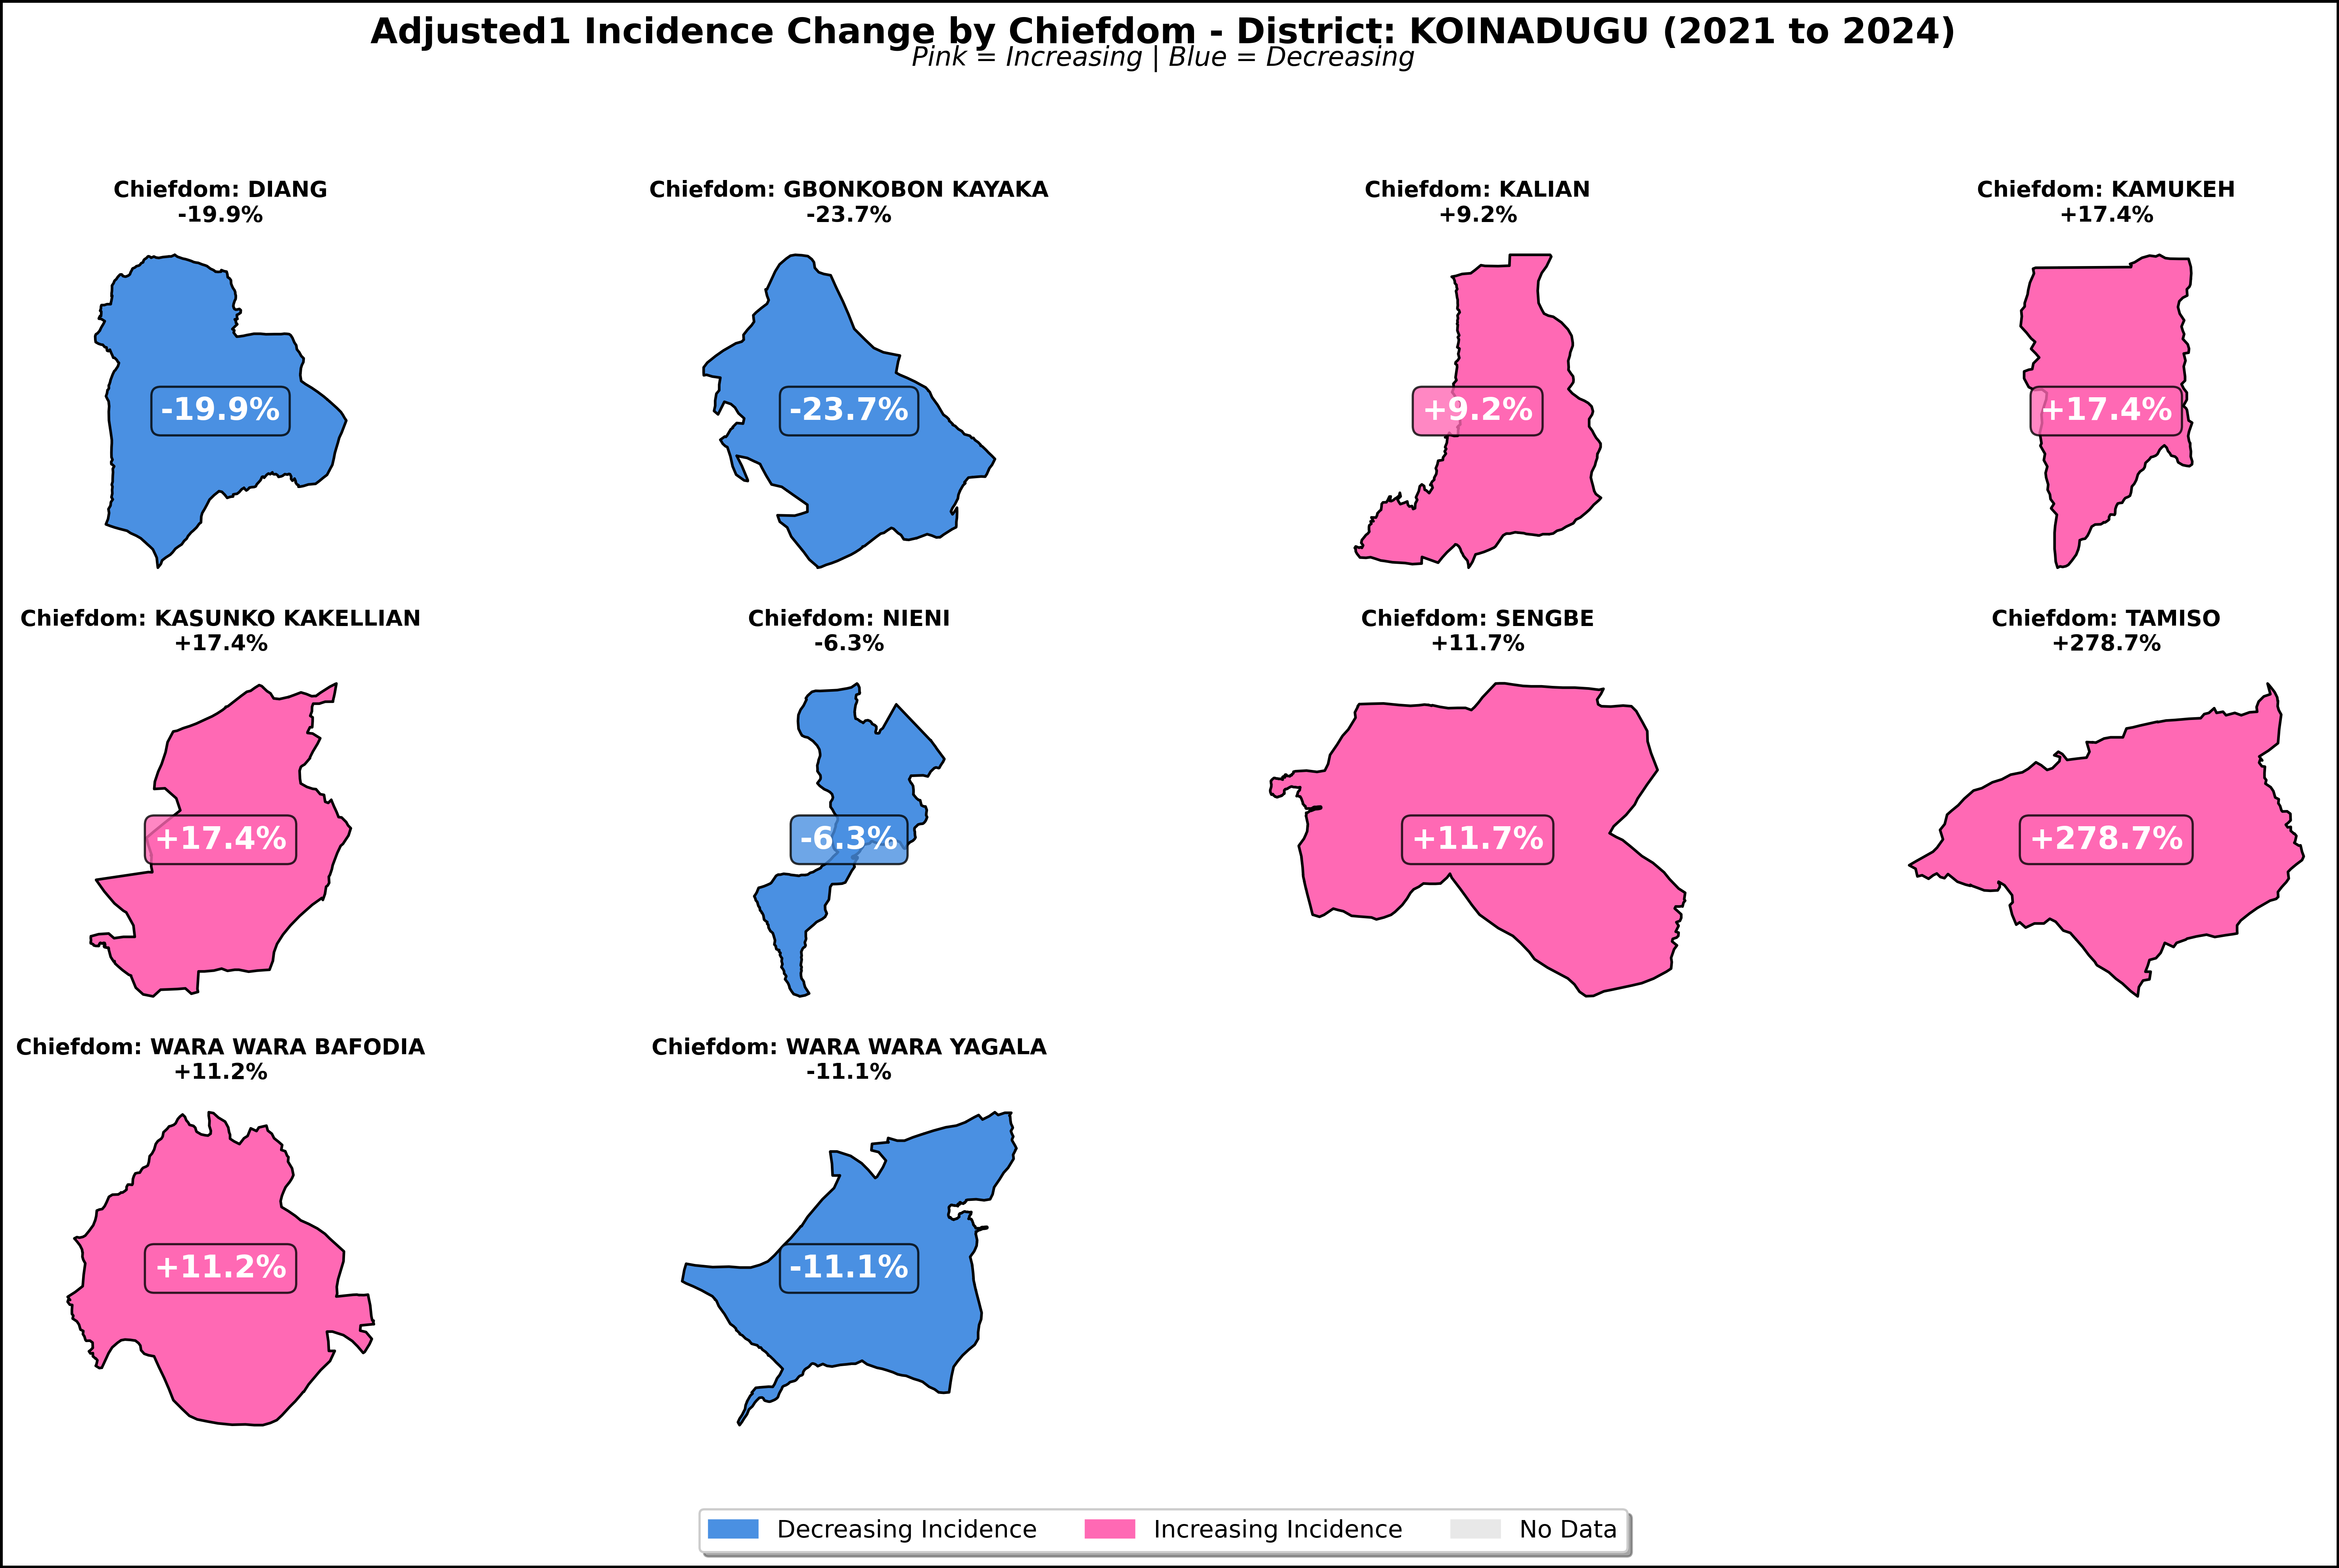 Adjusted1 Incidence Change by Chiefdom - District: KOINADUGU (2021 to 2024)
Pink = Increasing | Blue = Decreasing
Chiefdom: DIANG
-19.9%
-19.9%
Chiefdom: GBONKOBON KAYAKA
-23.7%
-23.7%
Chiefdom: KALIAN
+9.2%
+9.2%
Chiefdom: KAMUKEH
+17.4%
+17.4%
Chiefdom: KASUNKO KAKELLIAN
+17.4%
+17.4%
Chiefdom: NIENI
-6.3%
-6.3%
Chiefdom: SENGBE
+11.7%
+11.7%
Chiefdom: TAMISO
+278.7%
+278.7%
Chiefdom: WARA WARA BAFODIA
+11.2%
+11.2%
Chiefdom: WARA WARA YAGALA
-11.1%
-11.1%
Decreasing Incidence
Increasing Incidence
No Data